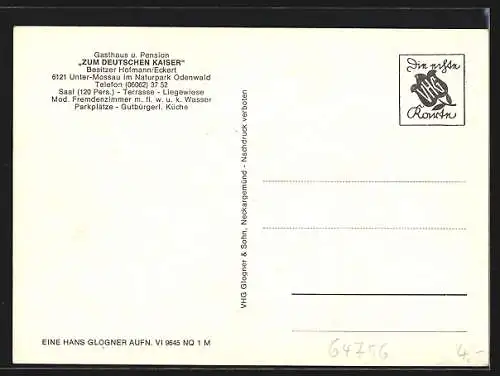 Gasthaus u. Pension
„ZUM DEUTSCHEN KAISER"
Besitzer Hofmann/Eckert
6121 Unter-Mossau im Naturpark Odenwald
Telefon (06062) 37 52
Saal (120 Pers.) - Terrasse - Liegewiese
Mod. Fremdenzimmer m. fl. w. u. k. Wasser
Parkplätze - Gutbürgerl. Küche
Die echte
VHG
Karte
VHG Glogner & Sohn, Neckargemünd - Nachdruck verboten
EINE HANS GLOGNER AUFN. VI 9645 NQ 1 M
64756
4,-